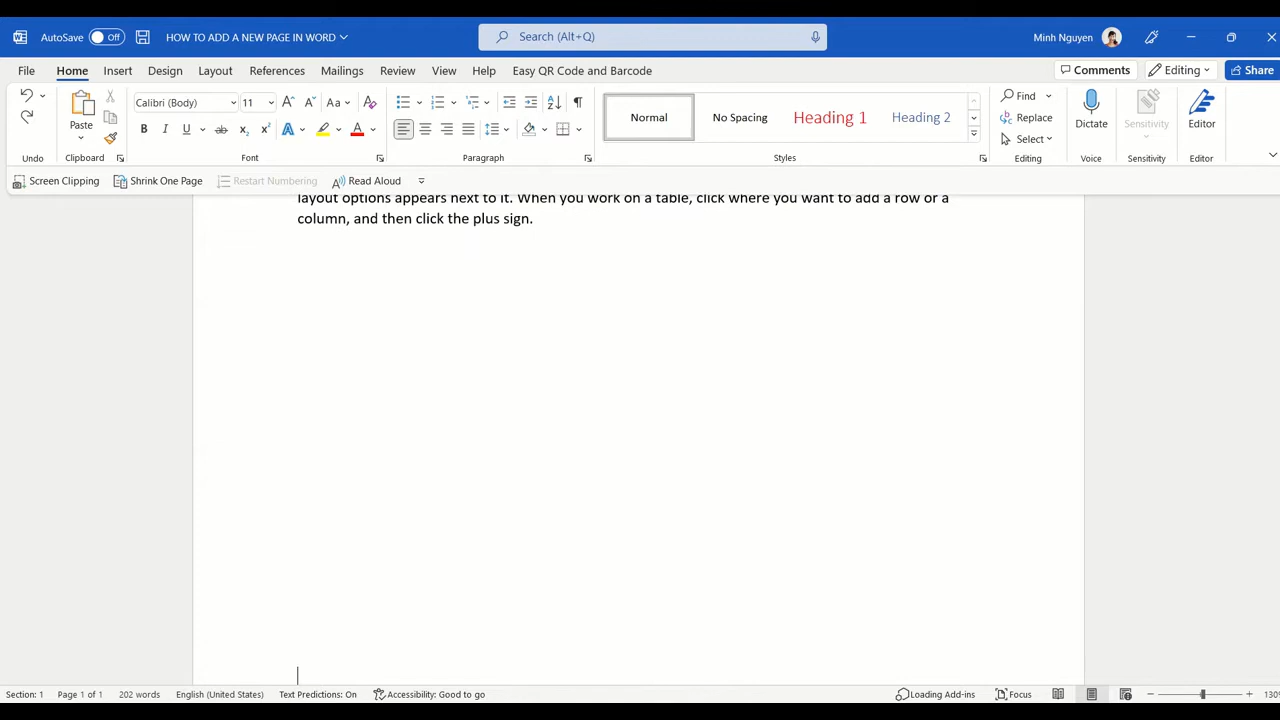 AutoSave Off HOW TO ADD A NEW PAGE IN WORD Search (Alt+Q) Minh Nguyen
File Home Insert Design Layout References Mailings Review View Help Easy QR Code and Barcode Comments Editing Share
Paste Calibri (Body) 11 Aa Normal No Spacing Heading 1 Heading 2 Find Replace Select Dictate Sensitivity Editor
Undo Clipboard Font Paragraph Styles Editing Voice Sensitivity Editor
Screen Clipping Shrink One Page Restart Numbering Read Aloud
layout options appears next to it. When you work on a table, click where you want to add a row or a
column, and then click the plus sign.
Section: 1 Page 1 of 1 202 words English (United States) Text Predictions: On Accessibility: Good to go Loading Add-ins Focus